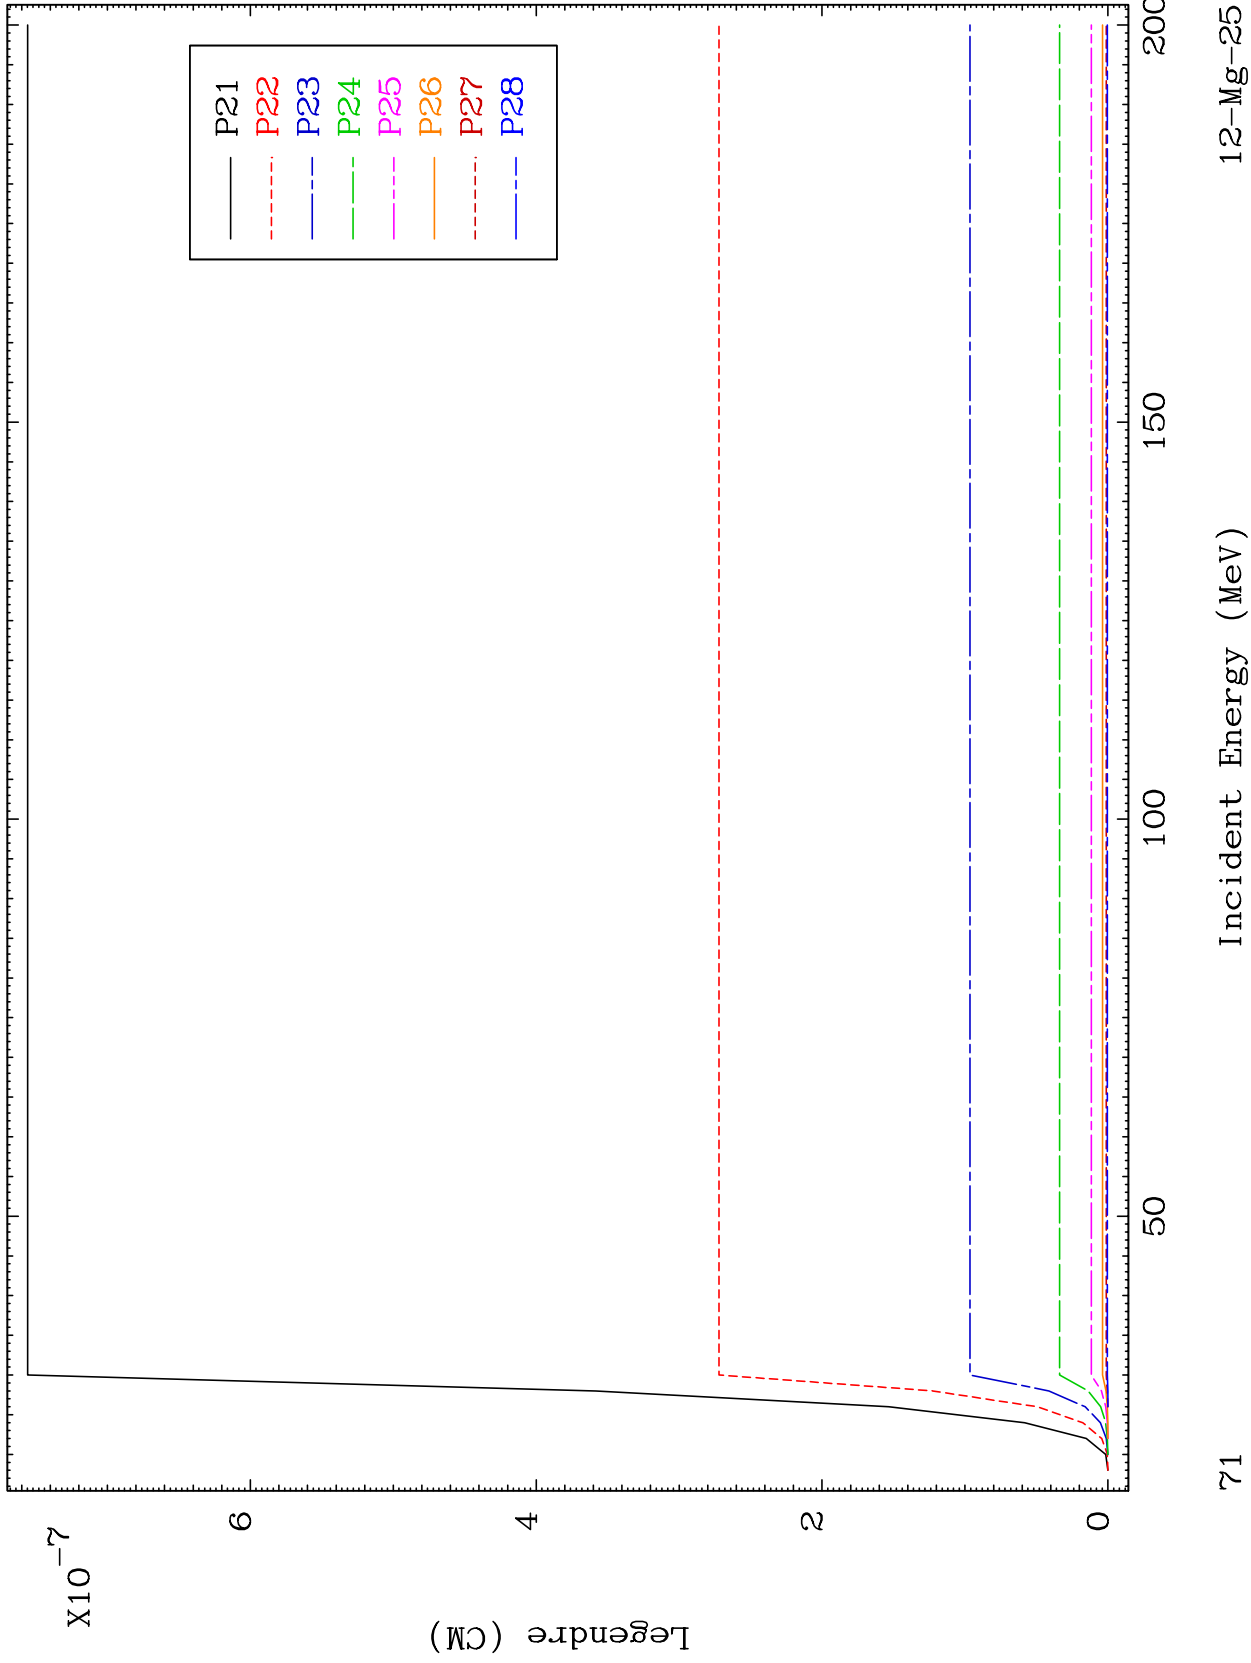 X10-7
Legendre (CM)
6
4
2
0
50
100
150
200
P21
P22
P23
P24
P25
P26
P27
P28
71
Incident Energy (MeV)
12-Mg-25